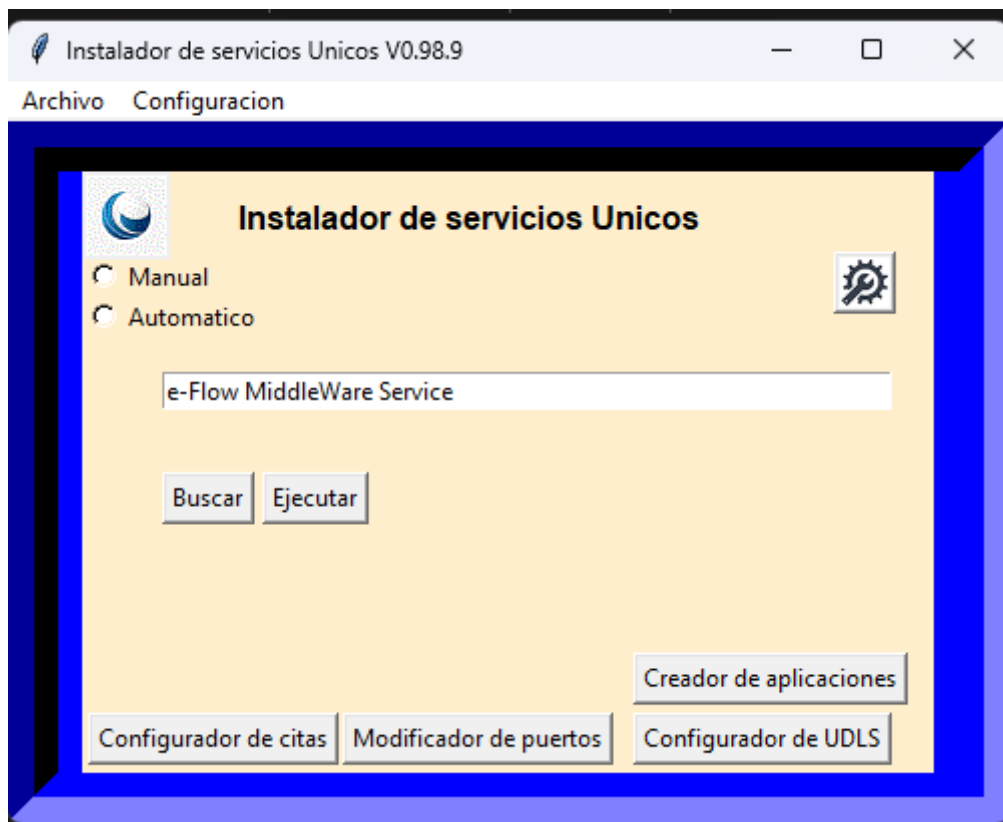 Instalador de servicios Unicos V0.98.9
Archivo Configuracion
Instalador de servicios Unicos
Manual
Automatico
e-Flow MiddleWare Service
Buscar Ejecutar
Creador de aplicaciones
Configurador de citas Modificador de puertos Configurador de UDLS